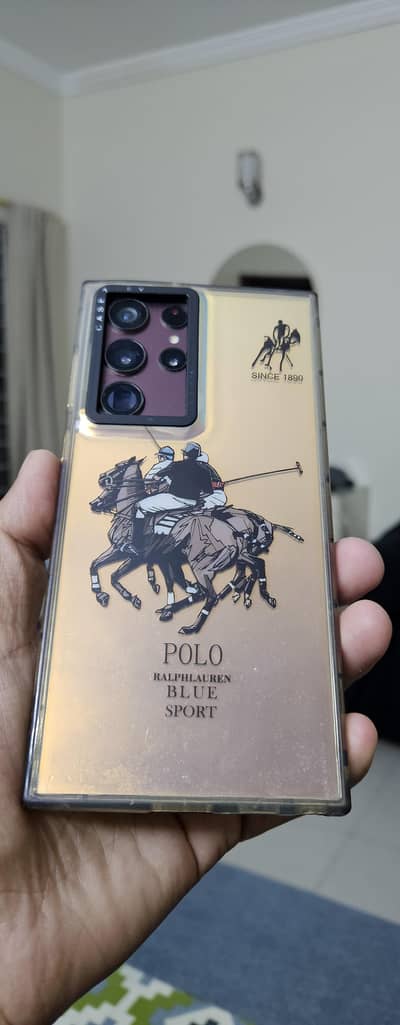 SINCE 1890
POLO
RALPHLAUREN
BLUE
SPORT